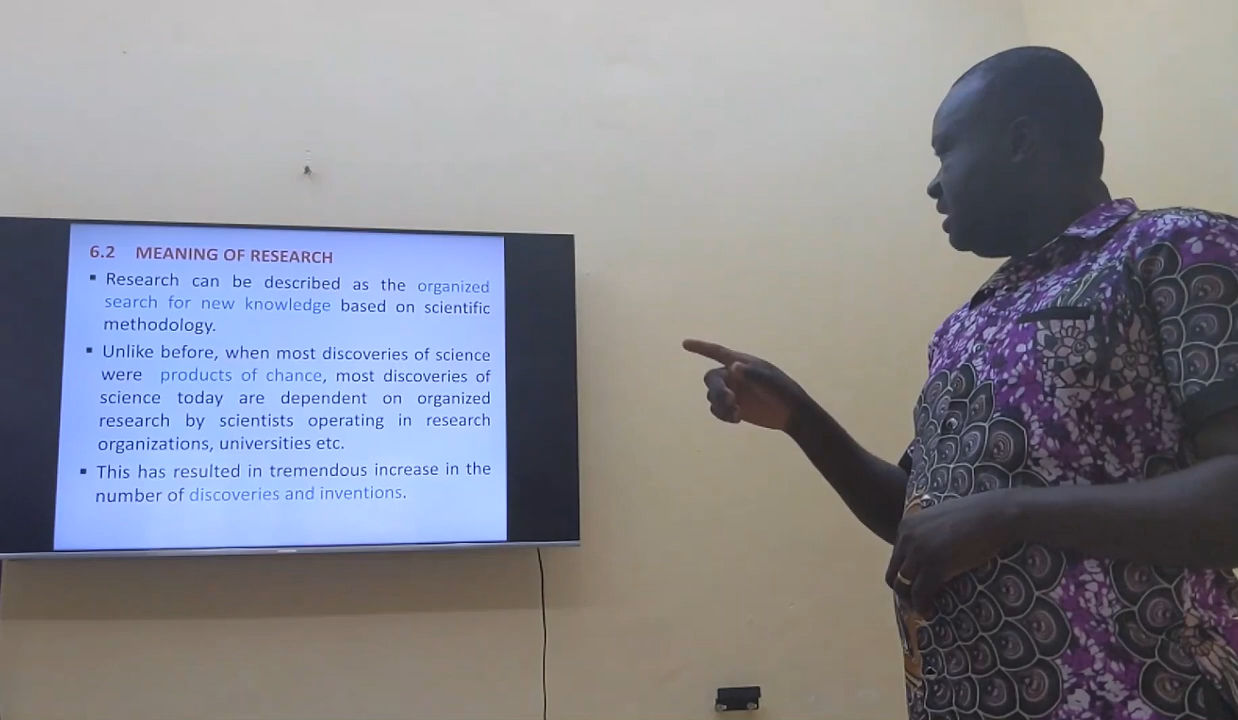 6.2 MEANING OF RESEARCH
▪ Research can be described as the organized
search for new knowledge based on scientific
methodology.
▪ Unlike before, when most discoveries of science
were products of chance, most discoveries of
science today are dependent on organized
research by scientists operating in research
organizations, universities etc.
▪ This has resulted in tremendous increase in the
number of discoveries and inventions.